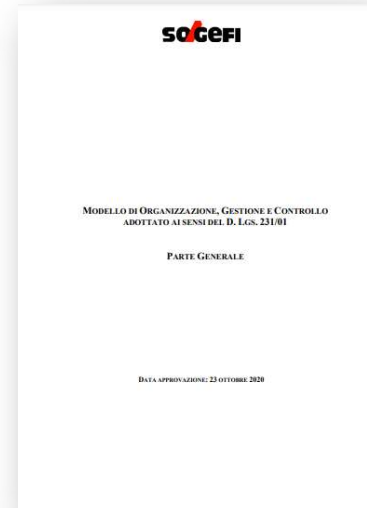 SOGEFI
MODELLO DI ORGANIZZAZIONE, GESTIONE E CONTROLLO
ADOTTATO AI SENSI DEL D. LGS. 231/01
PARTE GENERALE
DATA APPROVAZIONE: 23 OTTOBRE 2020